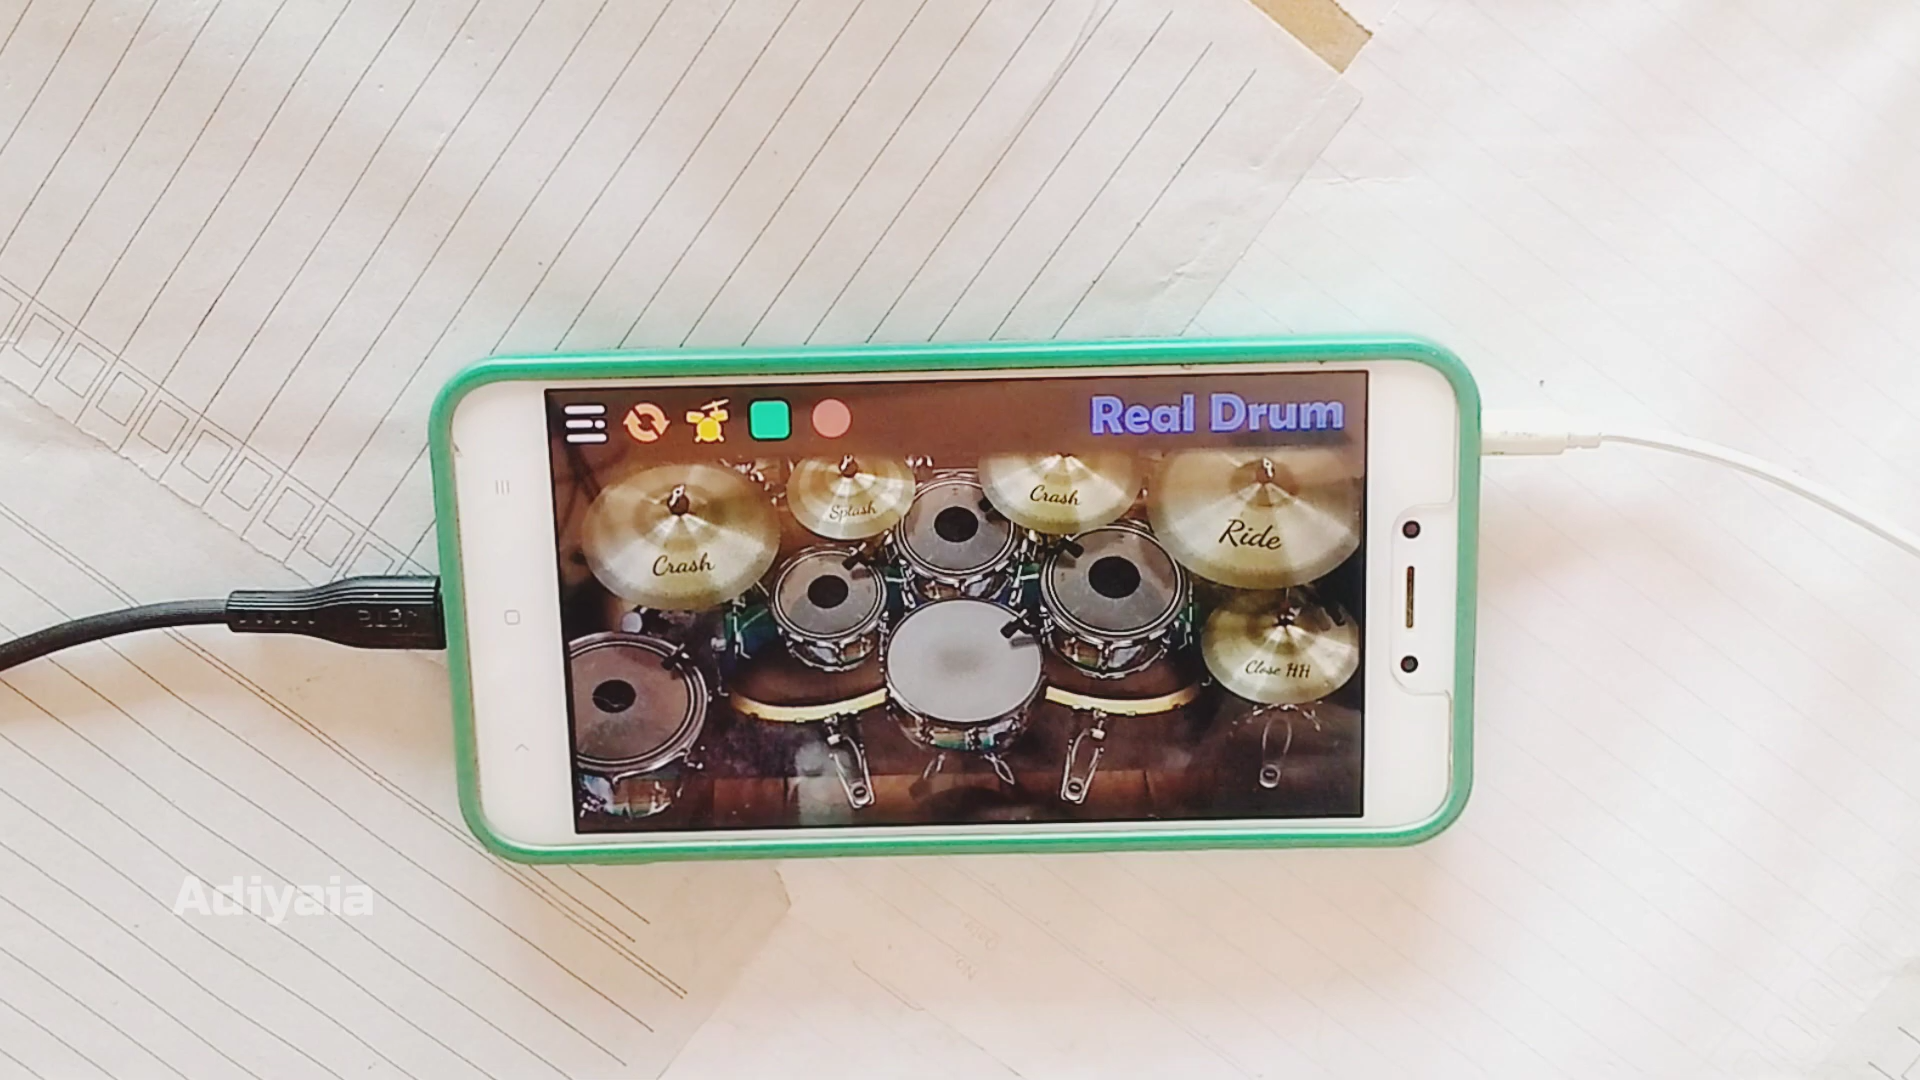 Real Drum
Crash
Splash
Crash
Ride
Close HH
Adiyaia